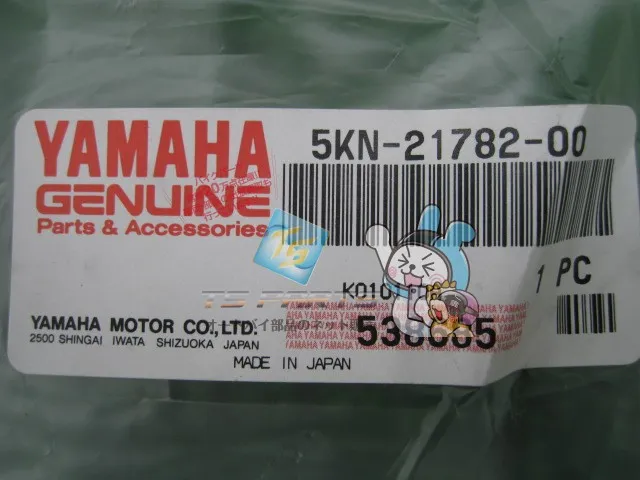 YAMAHA
GENUINE
Parts & Accessories
5KN-21782-00
1 PC
YAMAHA MOTOR CO., LTD.
2500 SHINGAI IWATA SHIZUOKA, JAPAN
MADE IN JAPAN